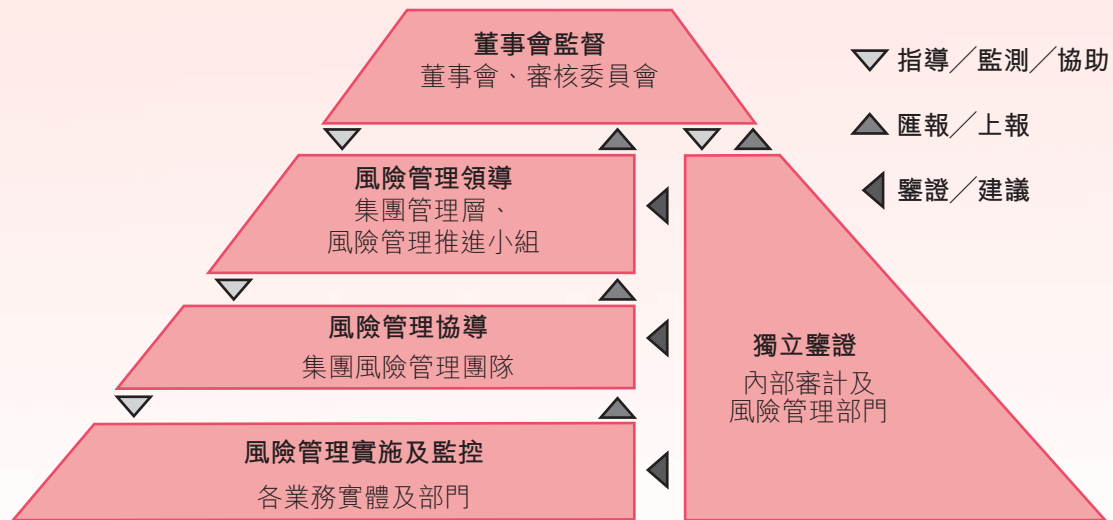 董事會監督
董事會、審核委員會
指導╱監測╱協助
匯報╱上報
鑒證╱建議
風險管理領導
集團管理層、
風險管理推進小組
風險管理協導
集團風險管理團隊
風險管理實施及監控
各業務實體及部門
獨立鑒證
內部審計及
風險管理部門